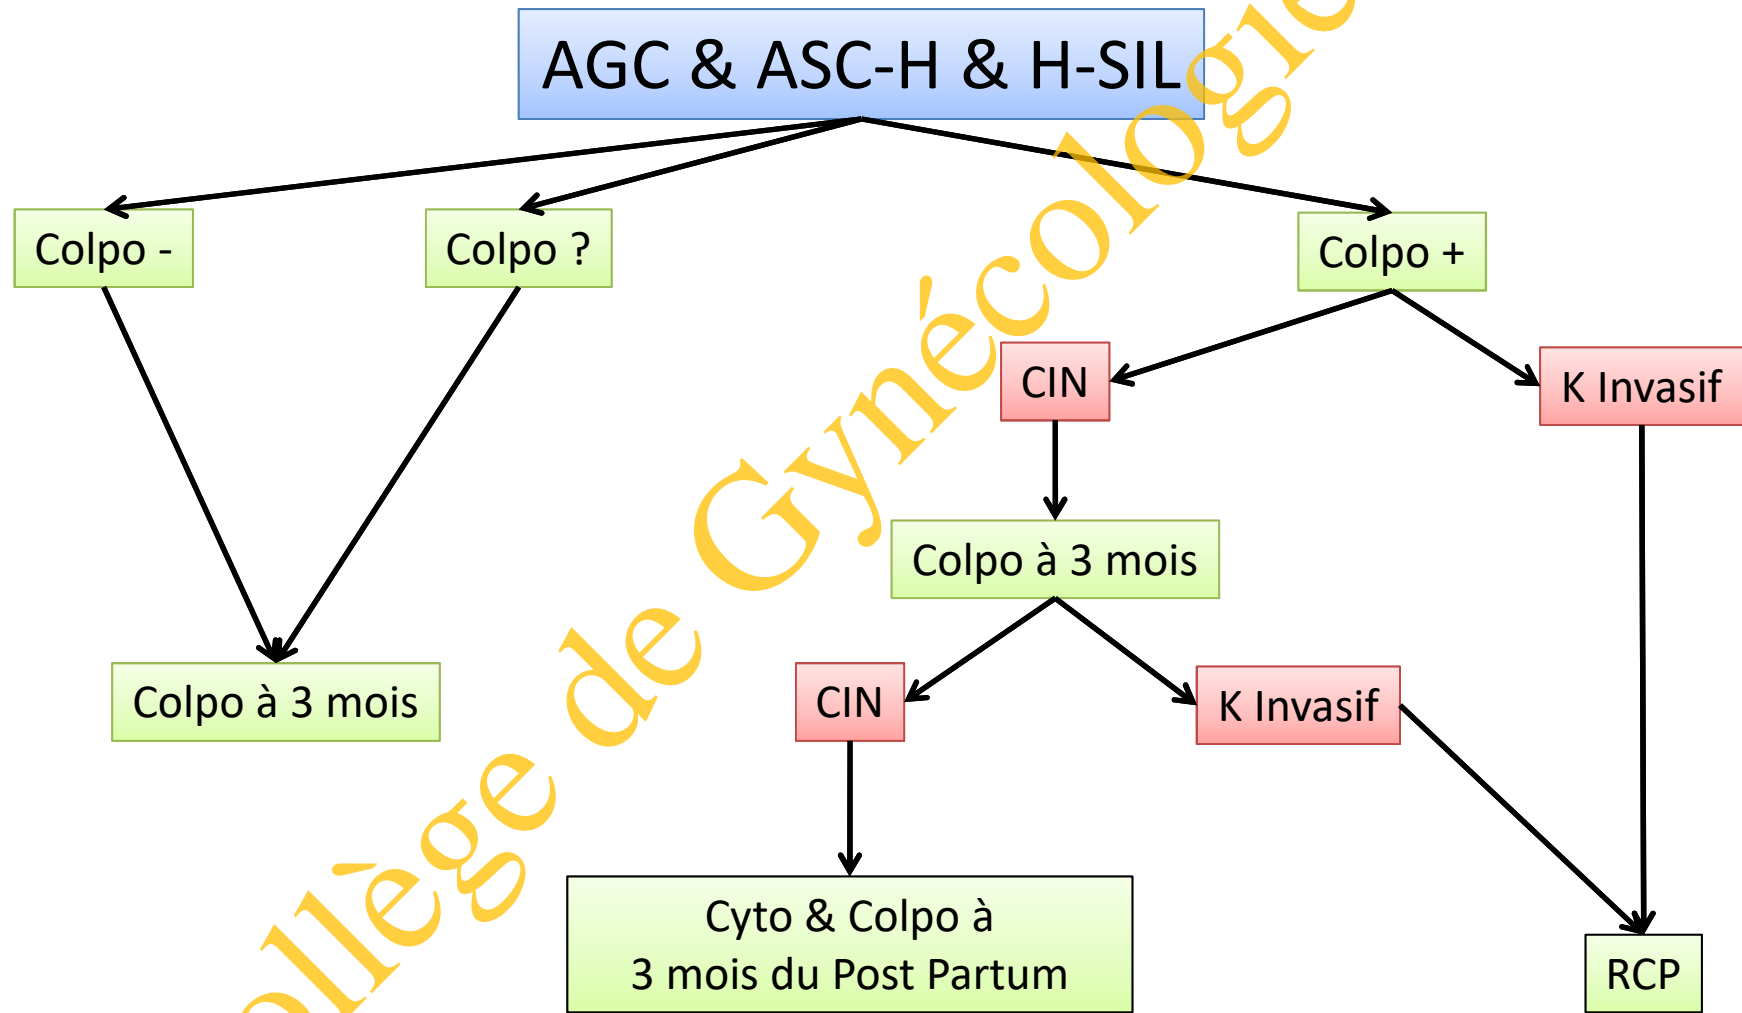 AGC & ASC-H & H-SIL
Colpo -
Colpo ?
Colpo +
CIN
K Invasif
Colpo à 3 mois
Colpo à 3 mois
CIN
K Invasif
Cyto & Colpo à
3 mois du Post Partum
RCP
ollège de Gynécologie